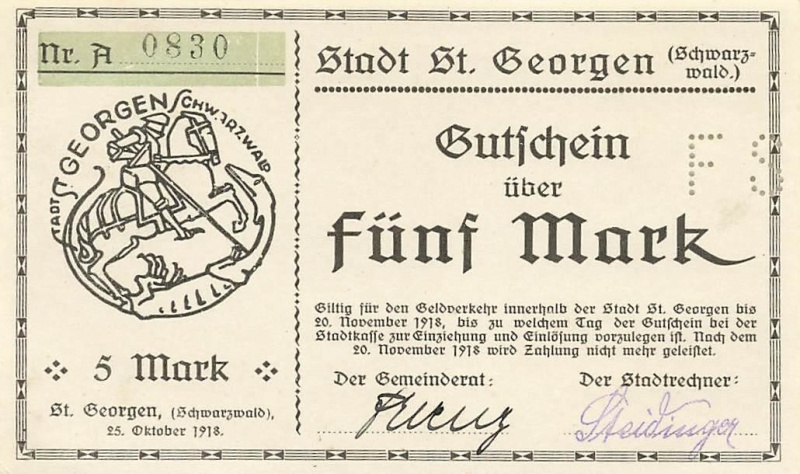 Nr. A 0830
STADT ST. GEORGEN SCHWARZWALD
5 Mark
St. Georgen, (Schwarzwald),
25. Oktober 1918.
Stadt St. Georgen (Schwarz-
wald.)
Gutschein
über
fünf Mark
Giltig für den Geldverkehr innerhalb der Stadt St. Georgen bis
20. November 1918, bis zu welchem Tag der Gutschein bei der
Stadtkasse zur Einziehung und Einlösung vorzulegen ist. Nach dem
20. November 1918 wird Zahlung nicht mehr geleistet.
Der Gemeinderat:
Der Stadtrechner:
Steidinger